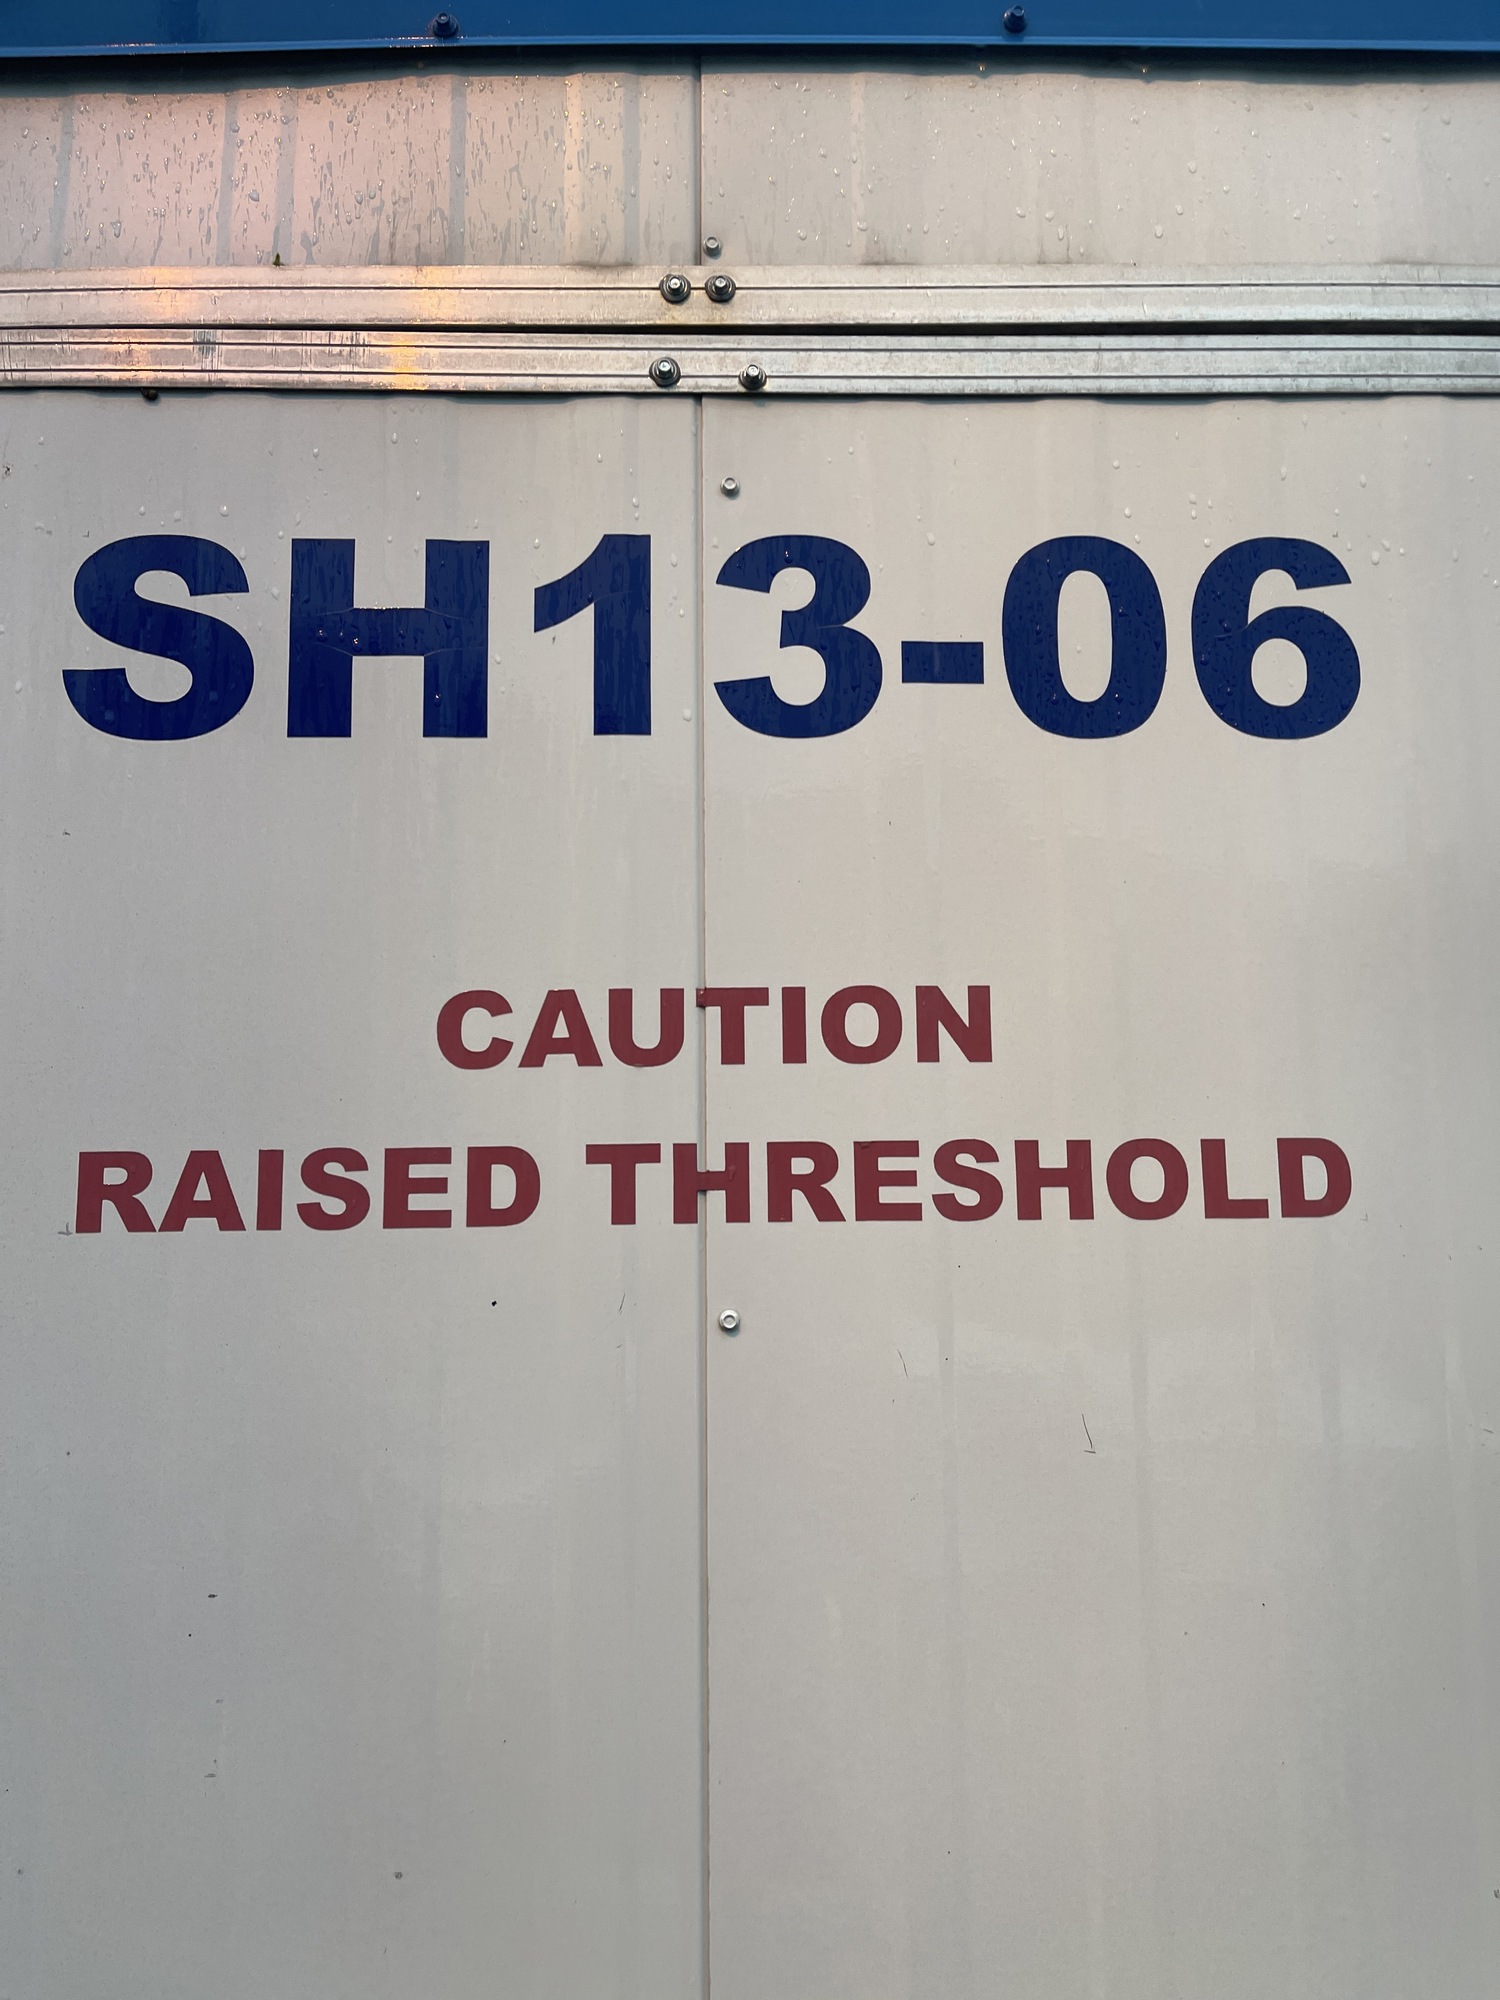 SH13-06
CAUTION
RAISED THRESHOLD